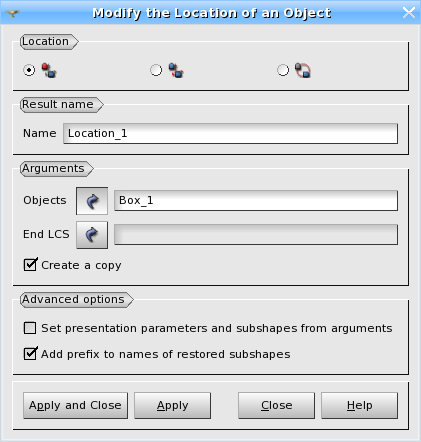 Modify the Location of an Object
Location
Result name
Name Location_1
Arguments
Objects Box_1
End LCS
Create a copy
Advanced options
Set presentation parameters and subshapes from arguments
Add prefix to names of restored subshapes
Apply and Close Apply Close Help